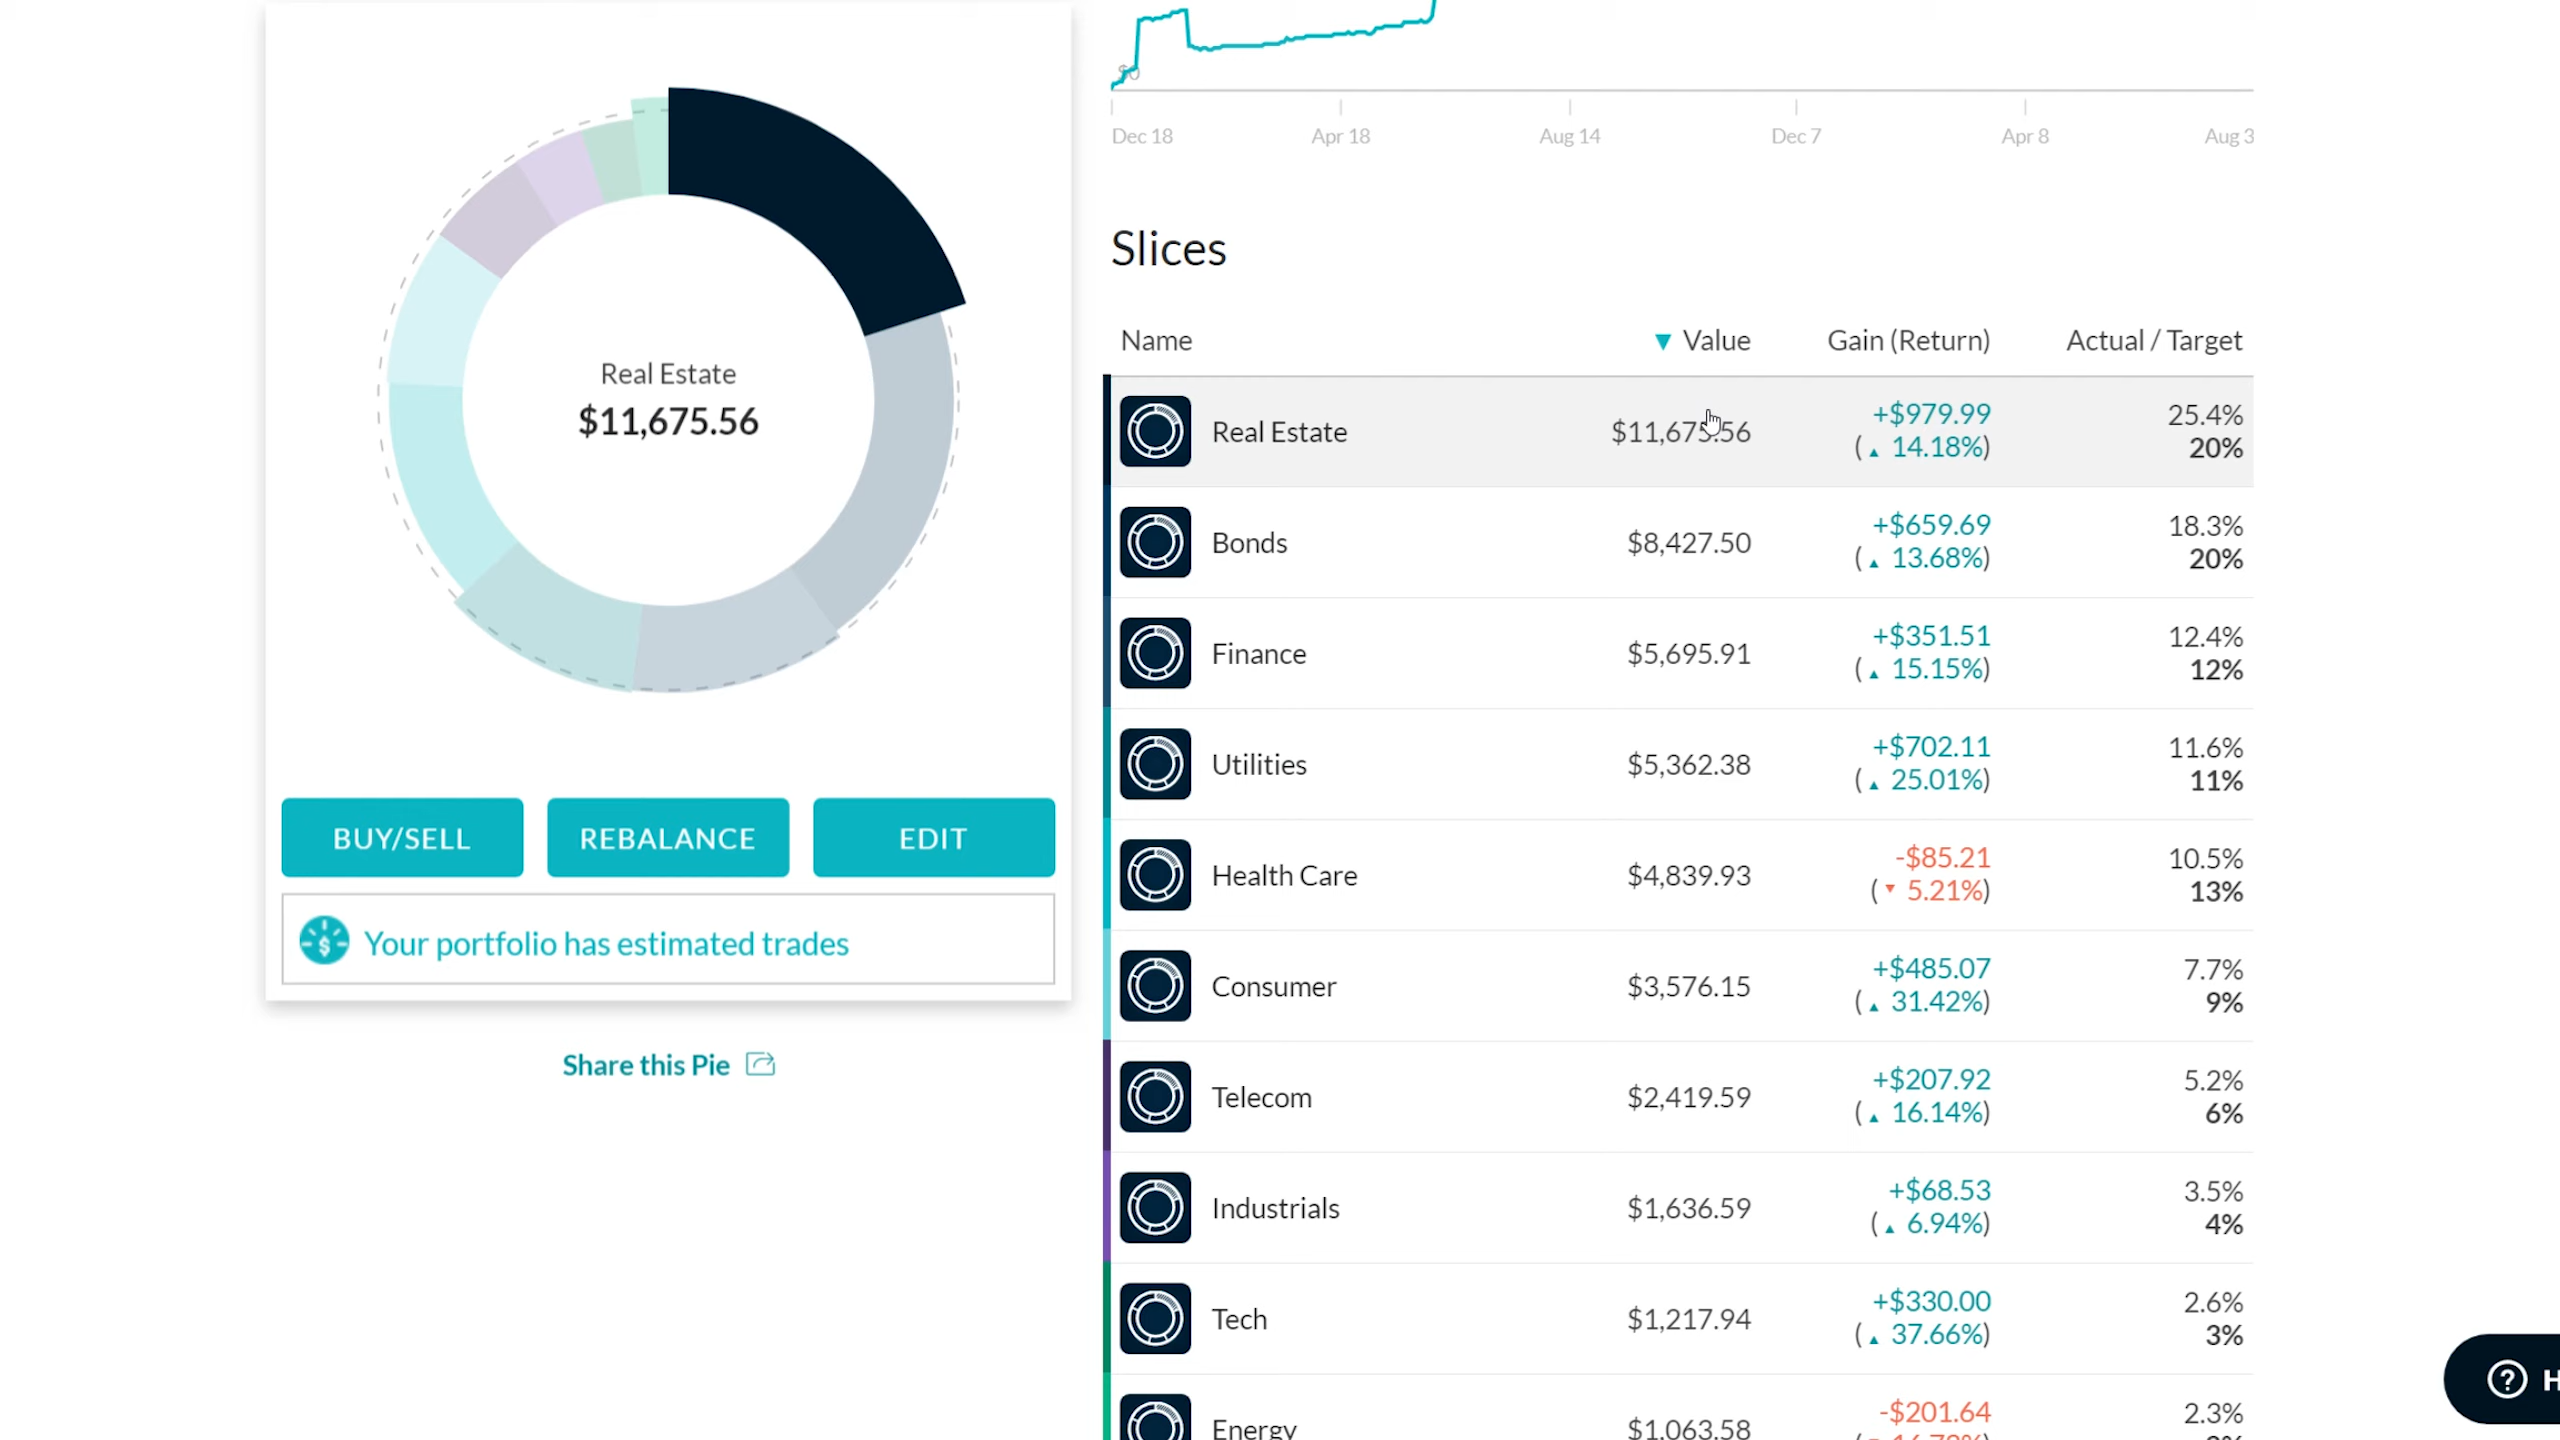 $0
Dec 18 Apr 18 Aug 14 Dec 7 Apr 8 Aug 3
Slices
Name ▼ Value Gain (Return) Actual / Target
Real Estate
$11,675.56
Real Estate $11,675.56 +$979.99 25.4%
(▲ 14.18%) 20%
Bonds $8,427.50 +$659.69 18.3%
(▲ 13.68%) 20%
Finance $5,695.91 +$351.51 12.4%
(▲ 15.15%) 12%
Utilities $5,362.38 +$702.11 11.6%
(▲ 25.01%) 11%
Health Care $4,839.93 -$85.21 10.5%
(▼ 5.21%) 13%
Consumer $3,576.15 +$485.07 7.7%
(▲ 31.42%) 9%
Telecom $2,419.59 +$207.92 5.2%
(▲ 16.14%) 6%
Industrials $1,636.59 +$68.53 3.5%
(▲ 6.94%) 4%
Tech $1,217.94 +$330.00 2.6%
(▲ 37.66%) 3%
Energy $1,063.58 -$201.64 2.3%
BUY/SELL REBALANCE EDIT
Your portfolio has estimated trades
Share this Pie
? H